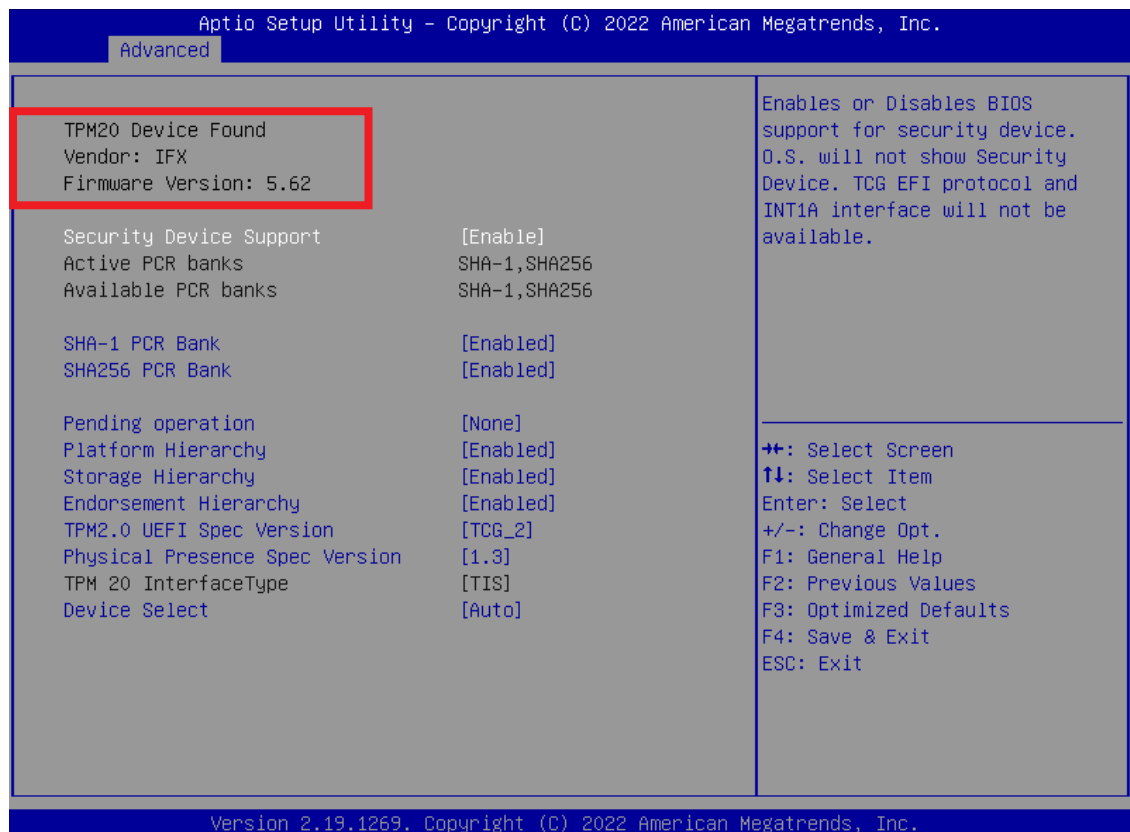 Aptio Setup Utility – Copyright (C) 2022 American Megatrends, Inc.
Advanced
TPM20 Device Found
Vendor: IFX
Firmware Version: 5.62
Security Device Support [Enable]
Active PCR banks SHA-1,SHA256
Available PCR banks SHA-1,SHA256
SHA-1 PCR Bank [Enabled]
SHA256 PCR Bank [Enabled]
Pending operation [None]
Platform Hierarchy [Enabled]
Storage Hierarchy [Enabled]
Endorsement Hierarchy [Enabled]
TPM2.0 UEFI Spec Version [TCG_2]
Physical Presence Spec Version [1.3]
TPM 20 InterfaceType [TIS]
Device Select [Auto]
Enables or Disables BIOS
support for security device.
O.S. will not show Security
Device. TCG EFI protocol and
INT1A interface will not be
available.
→←: Select Screen
↑↓: Select Item
Enter: Select
+/-: Change Opt.
F1: General Help
F2: Previous Values
F3: Optimized Defaults
F4: Save & Exit
ESC: Exit
Version 2.19.1269. Copyright (C) 2022 American Megatrends, Inc.